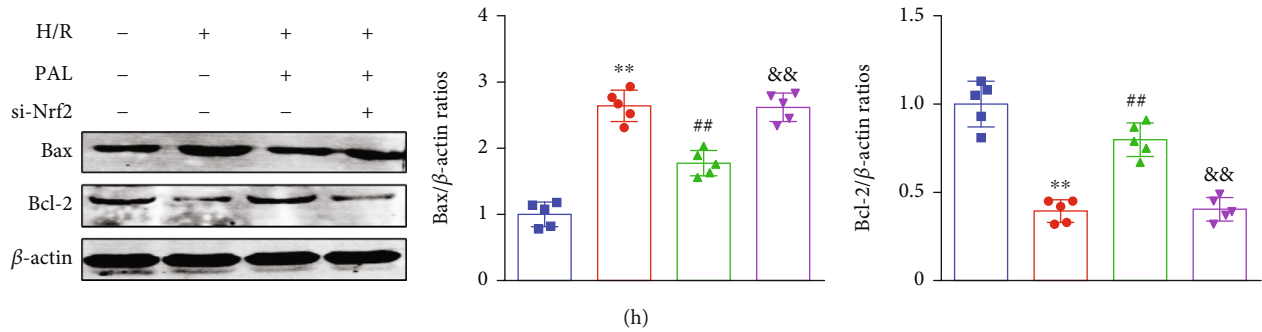 H/R − + + +
PAL − − + +
si-Nrf2 − − − +
Bax
Bcl-2
β-actin
Bax/β-actin ratios
4
3
2
1
0
**
##
&&
Bcl-2/β-actin ratios
1.5
1.0
0.5
0.0
**
##
&&
(h)